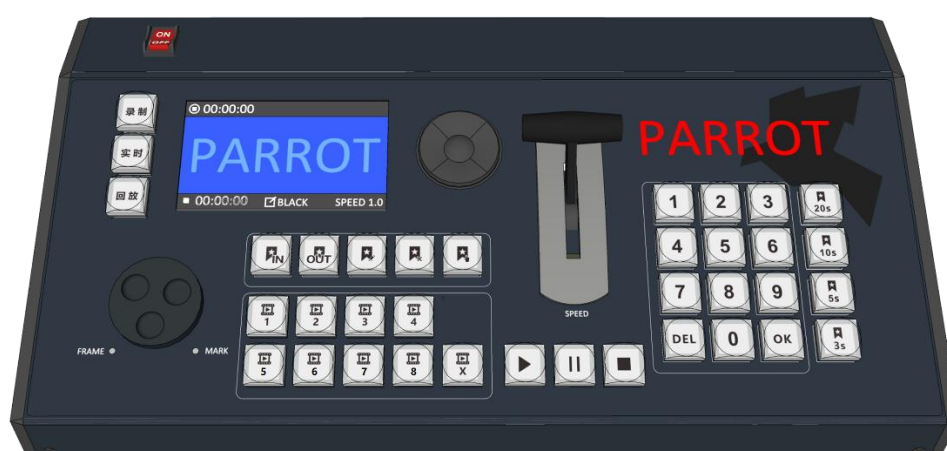 ON
OFF
录制
实时
回放
00:00:00
PARROT
00:00:00
BLACK
SPEED 1.0
PARROT
IN
OUT
1
2
3
4
5
6
7
8
X
FRAME
MARK
SPEED
1
2
3
20s
4
5
6
10s
7
8
9
5s
DEL
0
OK
3s